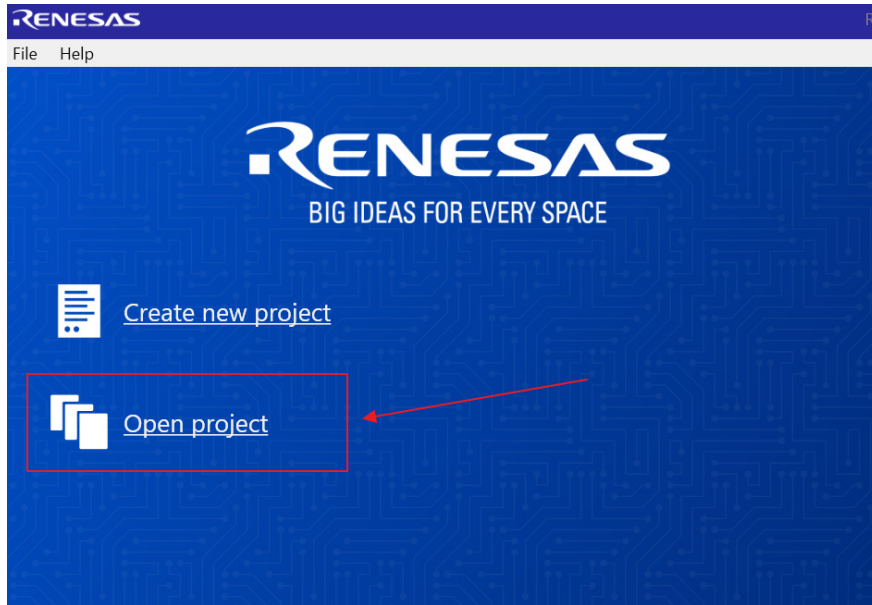 RENESAS
File Help
RENESAS
BIG IDEAS FOR EVERY SPACE
Create new project
Open project